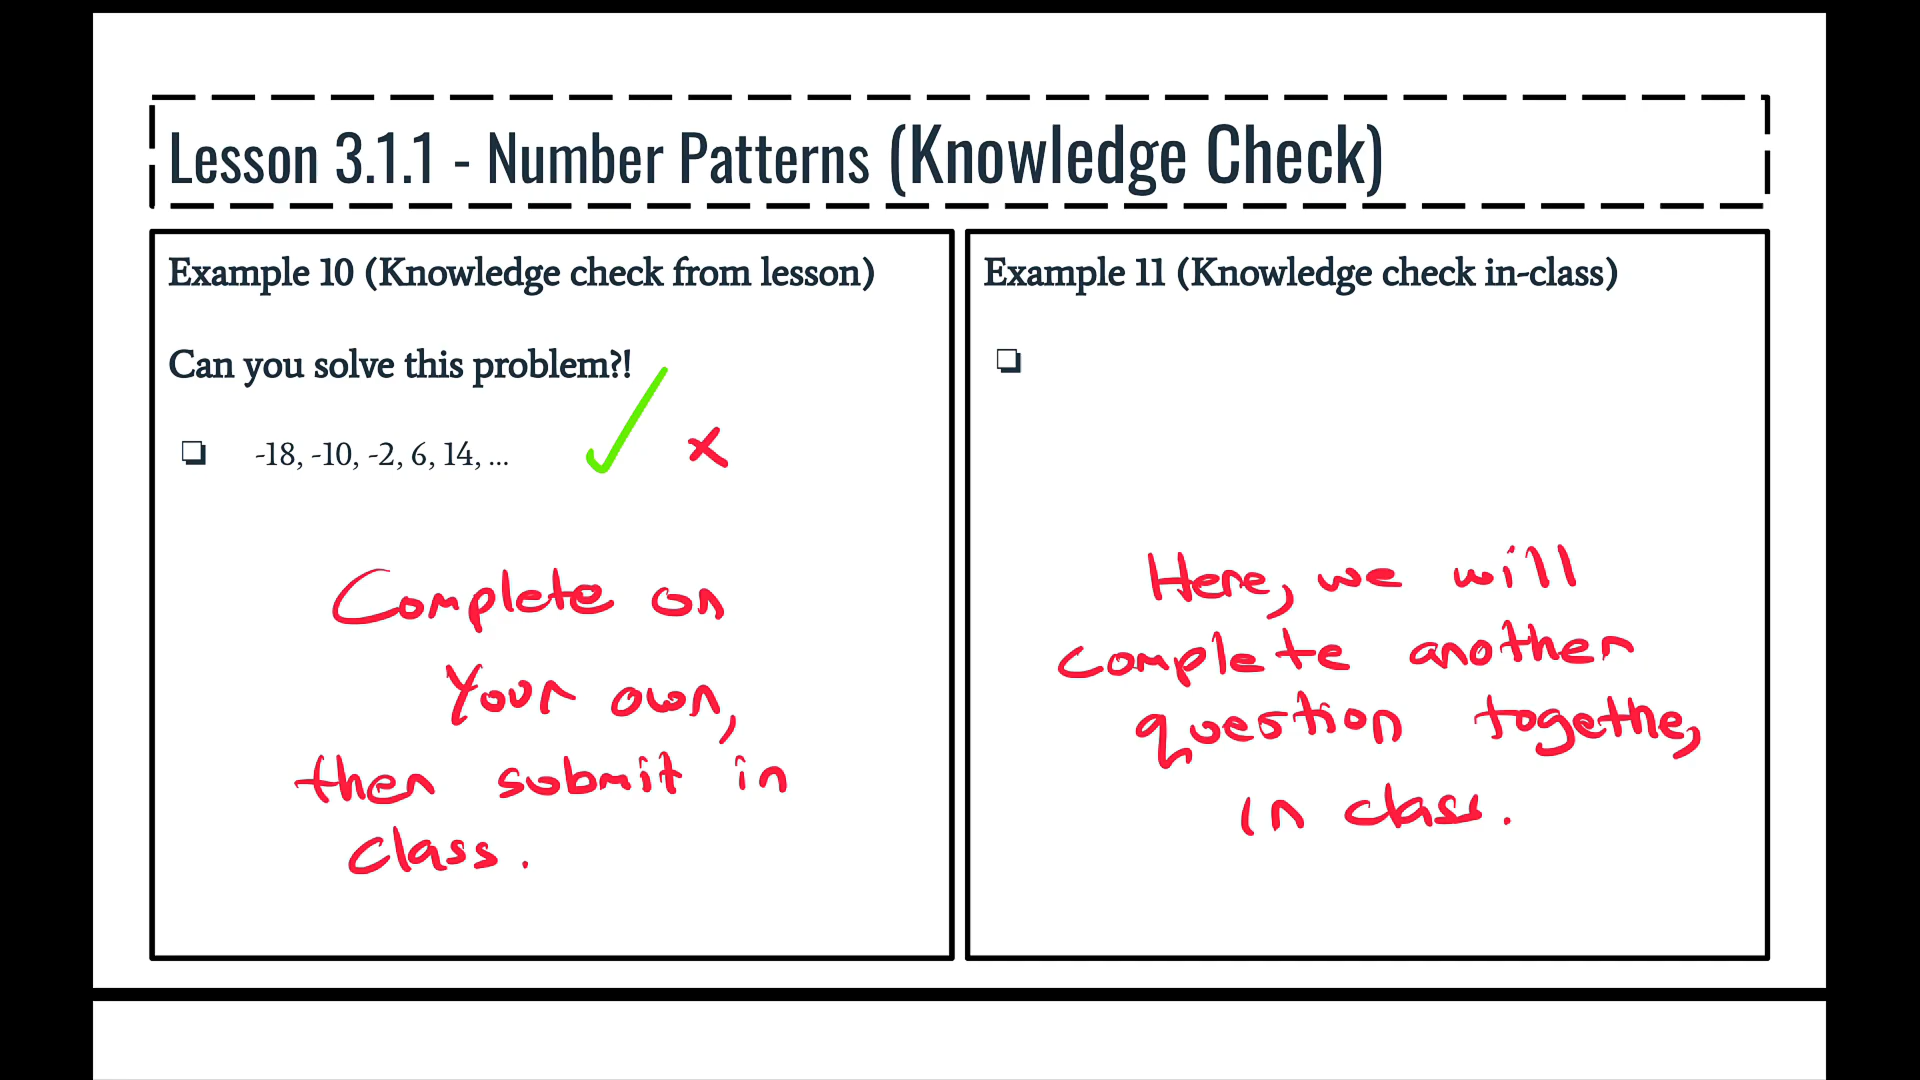 Lesson 3.1.1 - Number Patterns (Knowledge Check)
Example 10 (Knowledge check from lesson)
Can you solve this problem?!
-18, -10, -2, 6, 14, ...
Complete on
Your own,
then submit in
class.
Example 11 (Knowledge check in-class)
Here, we will
complete another
question togethe,
in class.